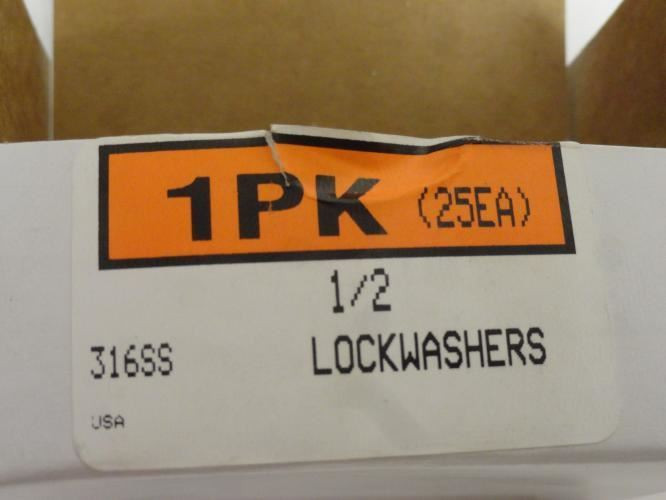 1PK (25EA)
1/2
316SS LOCKWASHERS
USA